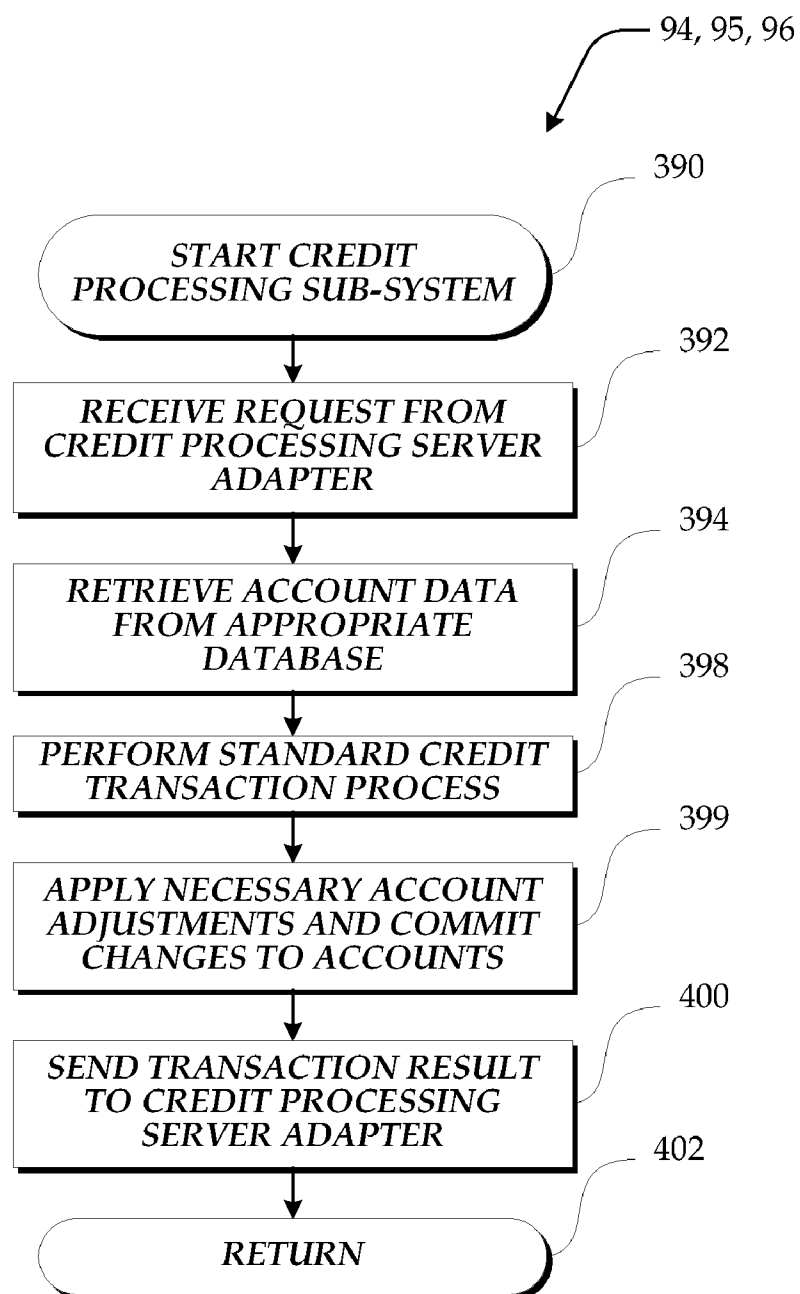 94, 95, 96
390
START CREDIT
PROCESSING SUB-SYSTEM
392
RECEIVE REQUEST FROM
CREDIT PROCESSING SERVER
ADAPTER
394
RETRIEVE ACCOUNT DATA
FROM APPROPRIATE
DATABASE
398
PERFORM STANDARD CREDIT
TRANSACTION PROCESS
399
APPLY NECESSARY ACCOUNT
ADJUSTMENTS AND COMMIT
CHANGES TO ACCOUNTS
400
SEND TRANSACTION RESULT
TO CREDIT PROCESSING
SERVER ADAPTER
402
RETURN